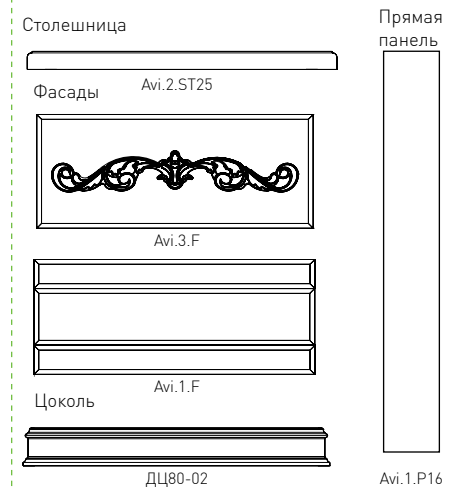 Столешница
Avi.2.ST25
Фасады
Avi.3.F
Avi.1.F
Цоколь
ДЦ80-02
Прямая
панель
Avi.1.P16